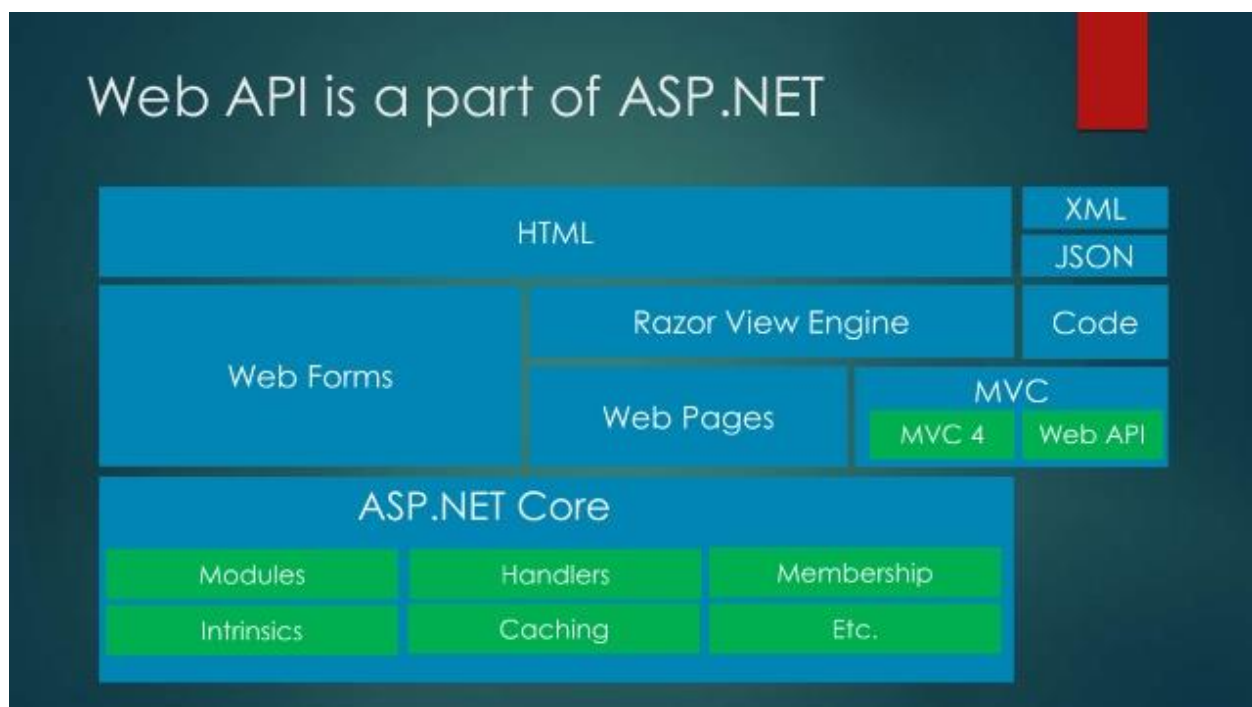 Web API is a part of ASP.NET
HTML
XML
JSON
Web Forms
Razor View Engine
Code
Web Pages
MVC
MVC 4
Web API
ASP.NET Core
Modules
Handlers
Membership
Intrinsics
Caching
Etc.